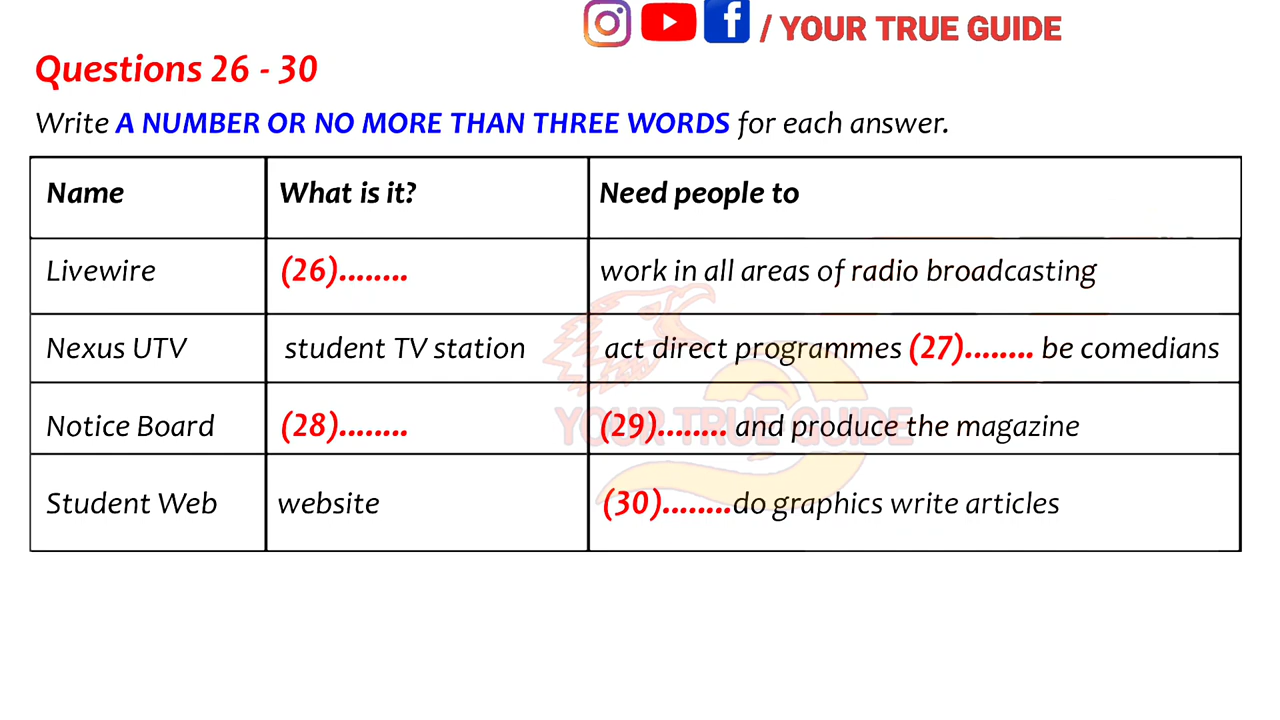 / YOUR TRUE GUIDE
Questions 26 - 30
Write A NUMBER OR NO MORE THAN THREE WORDS for each answer.
Name What is it? Need people to
Livewire (26)........ work in all areas of radio broadcasting
Nexus UTV student TV station act direct programmes (27)........ be comedians
Notice Board (28)........ (29)........ and produce the magazine
YOUR TRUE GUIDE
Student Web website (30)........do graphics write articles